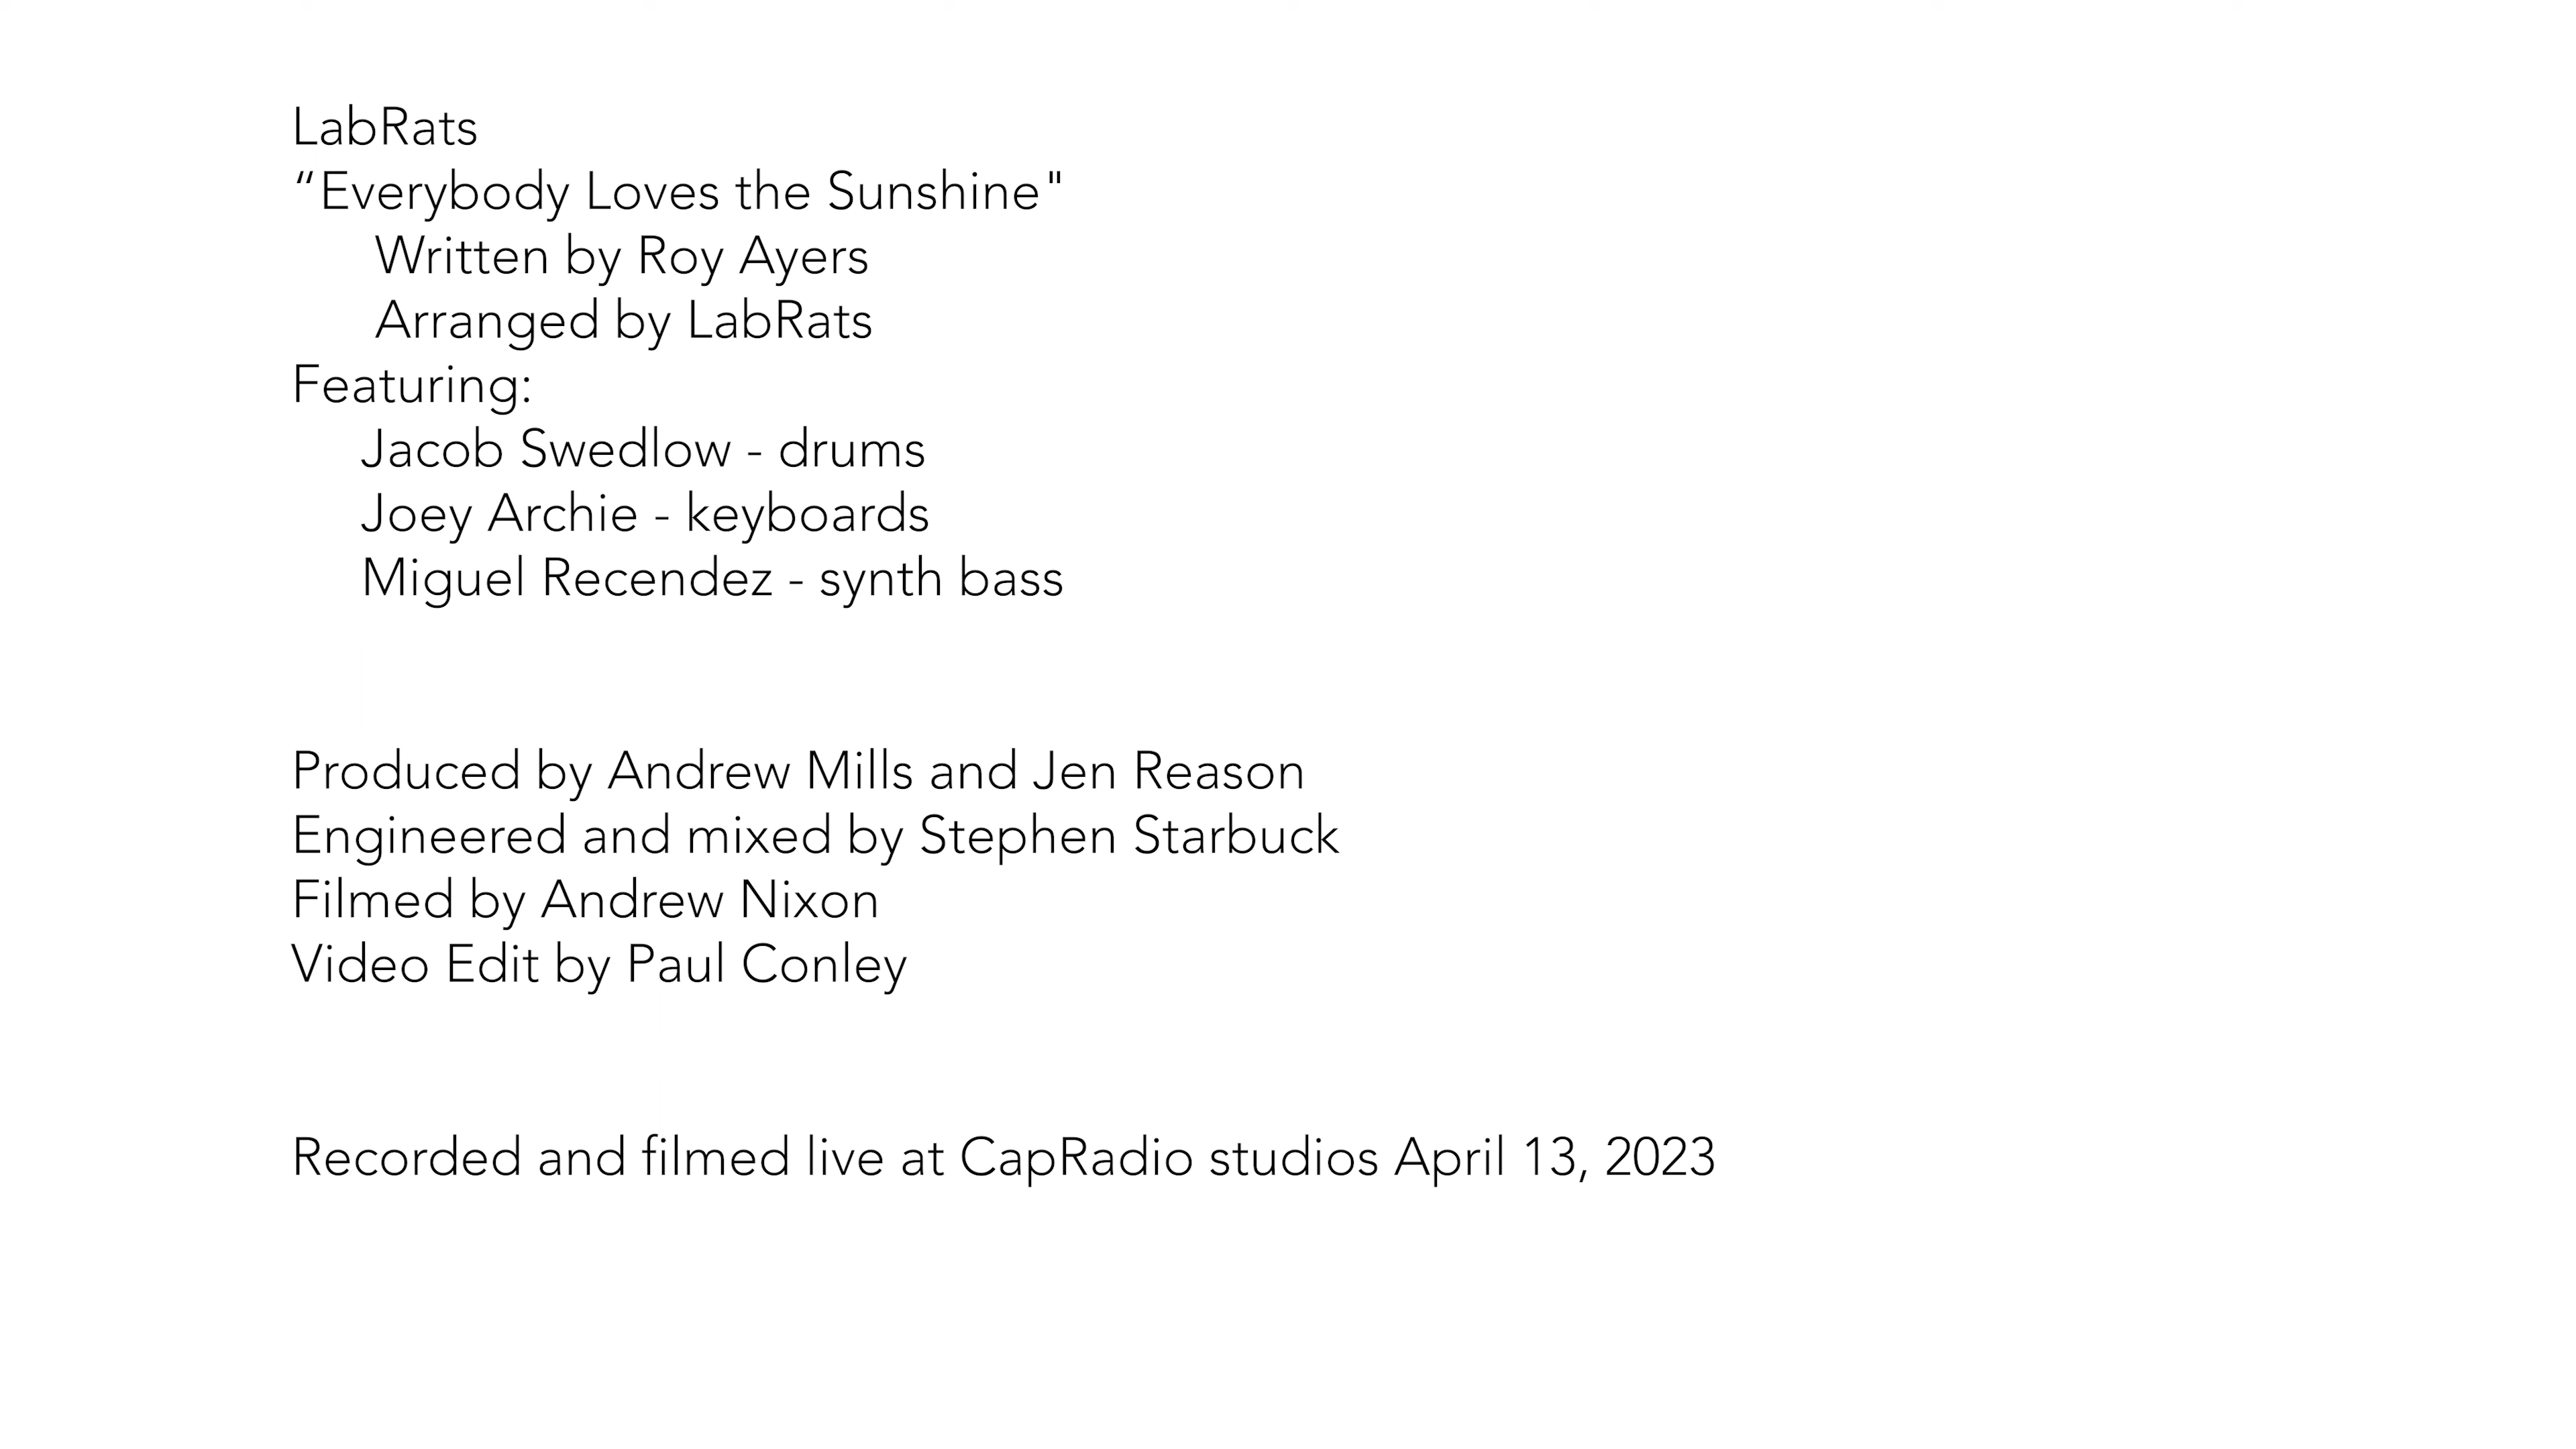 LabRats
“Everybody Loves the Sunshine"
Written by Roy Ayers
Arranged by LabRats
Featuring:
Jacob Swedlow - drums
Joey Archie - keyboards
Miguel Recendez - synth bass
Produced by Andrew Mills and Jen Reason
Engineered and mixed by Stephen Starbuck
Filmed by Andrew Nixon
Video Edit by Paul Conley
Recorded and filmed live at CapRadio studios April 13, 2023